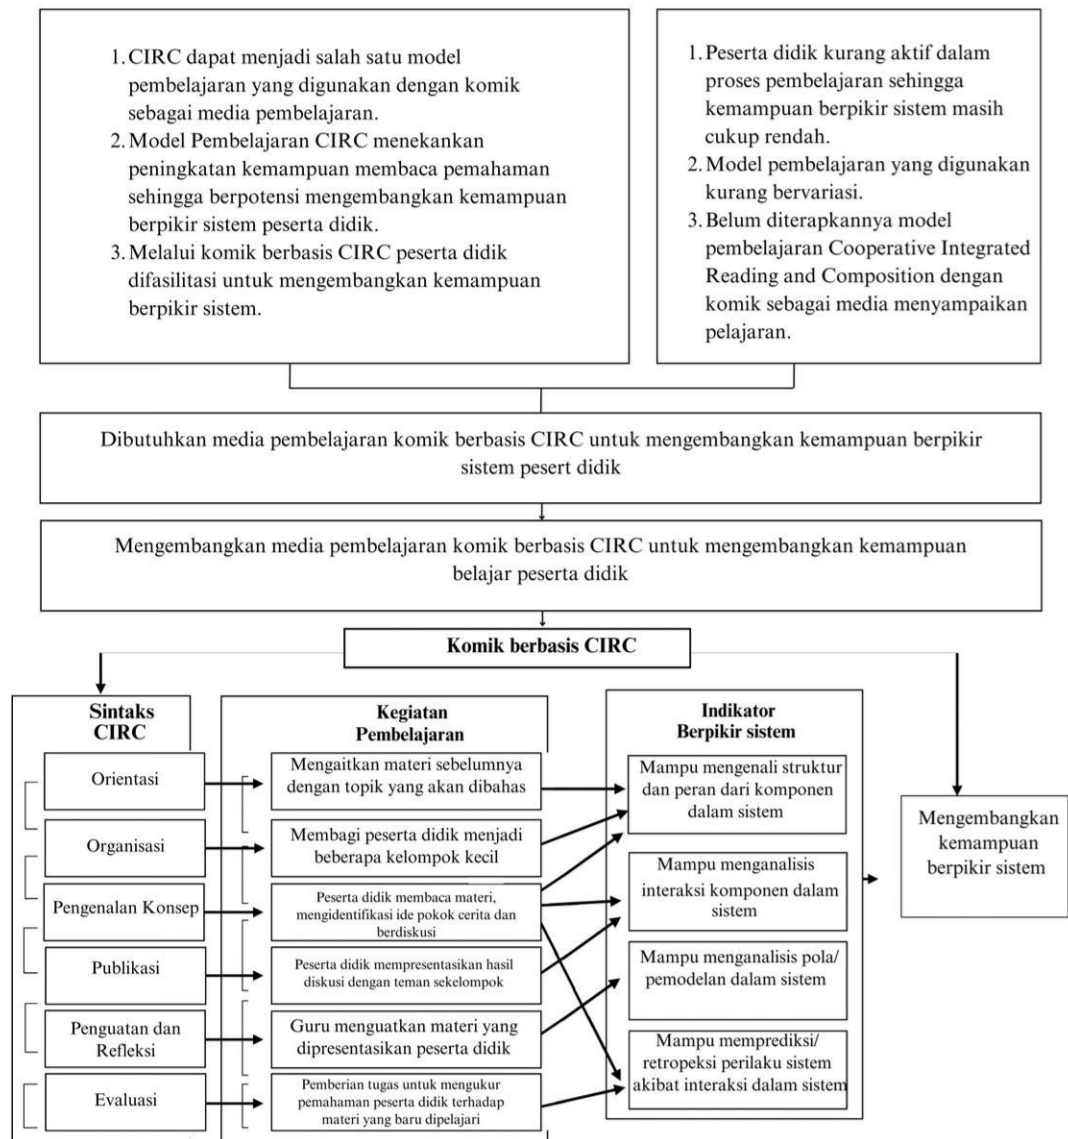 1. CIRC dapat menjadi salah satu model
pembelajaran yang digunakan dengan komik
sebagai media pembelajaran.
2. Model Pembelajaran CIRC menekankan
peningkatan kemampuan membaca pemahaman
sehingga berpotensi mengembangkan kemampuan
berpikir sistem peserta didik.
3. Melalui komik berbasis CIRC peserta didik
difasilitasi untuk mengembangkan kemampuan
berpikir sistem.
1. Peserta didik kurang aktif dalam
proses pembelajaran sehingga
kemampuan berpikir sistem masih
cukup rendah.
2. Model pembelajaran yang digunakan
kurang bervariasi.
3. Belum diterapkannya model
pembelajaran Cooperative Integrated
Reading and Composition dengan
komik sebagai media menyampaikan
pelajaran.
Dibutuhkan media pembelajaran komik berbasis CIRC untuk mengembangkan kemampuan berpikir
sistem pesert didik
Mengembangkan media pembelajaran komik berbasis CIRC untuk mengembangkan kemampuan
belajar peserta didik
Komik berbasis CIRC
Sintaks
CIRC
Orientasi
Organisasi
Pengenalan Konsep
Publikasi
Penguatan dan
Refleksi
Evaluasi
Kegiatan
Pembelajaran
Mengaitkan materi sebelumnya
dengan topik yang akan dibahas
Membagi peserta didik menjadi
beberapa kelompok kecil
Peserta didik membaca materi,
mengidentifikasi ide pokok cerita dan
berdiskusi
Peserta didik mempresentasikan hasil
diskusi dengan teman sekelompok
Guru menguatkan materi yang
dipresentasikan peserta didik
Pemberian tugas untuk mengukur
pemahaman peserta didik terhadap
materi yang baru dipelajari
Indikator
Berpikir sistem
Mampu mengenali struktur
dan peran dari komponen
dalam sistem
Mampu menganalisis
interaksi komponen dalam
sistem
Mampu menganalisis pola/
pemodelan dalam sistem
Mampu memprediksi/
retropeksi perilaku sistem
akibat interaksi dalam sistem
Mengembangkan
kemampuan
berpikir sistem